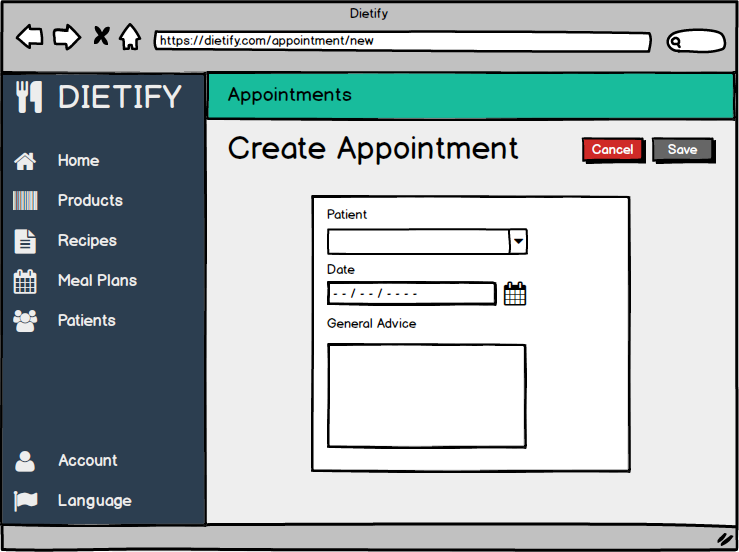 Dietify
https://dietify.com/appointment/new
DIETIFY
Appointments
Create Appointment
Cancel
Save
Home
Products
Recipes
Meal Plans
Patients
Account
Language
Patient
Date
--/--/----
General Advice